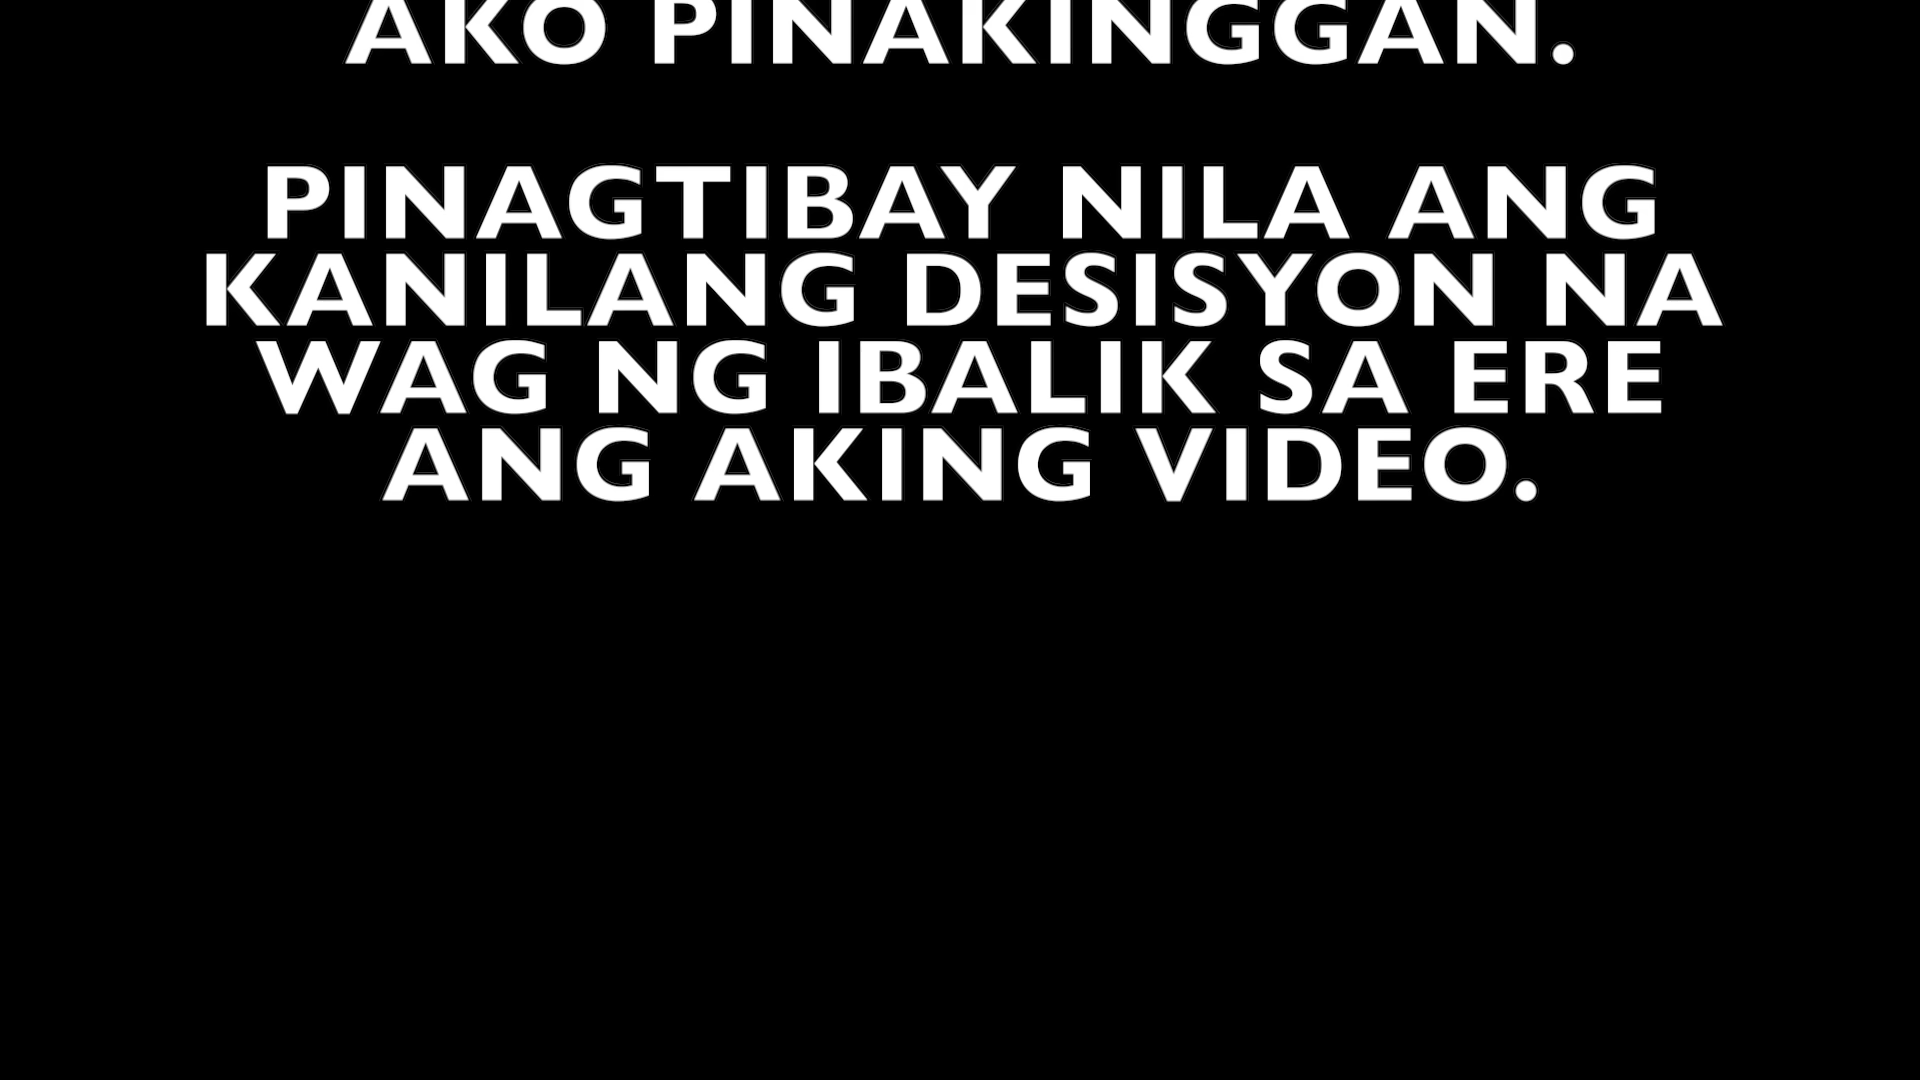 AKO PINAKINGGAN.
PINAGTIBAY NILA ANG
KANILANG DESISYON NA
WAG NG IBALIK SA ERE
ANG AKING VIDEO.